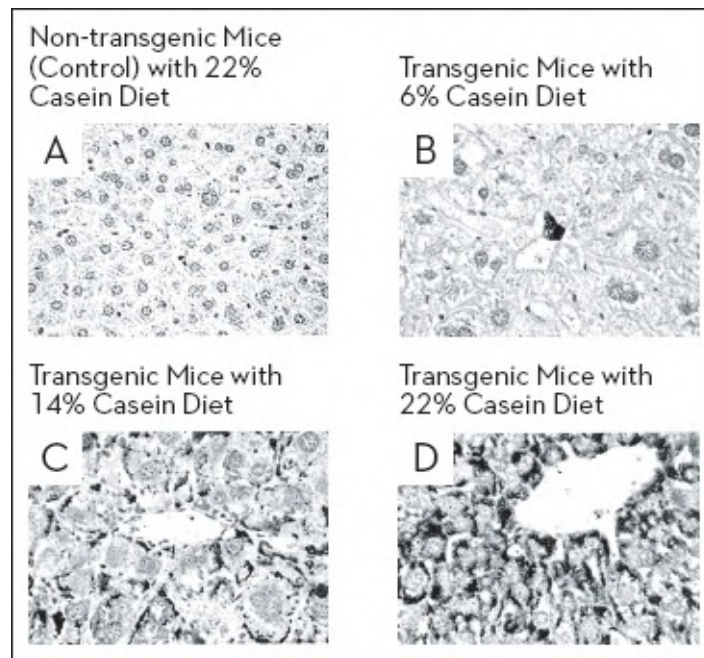 Non-transgenic Mice
(Control) with 22%
Casein Diet
Transgenic Mice with
6% Casein Diet
A
B
Transgenic Mice with
14% Casein Diet
Transgenic Mice with
22% Casein Diet
C
D